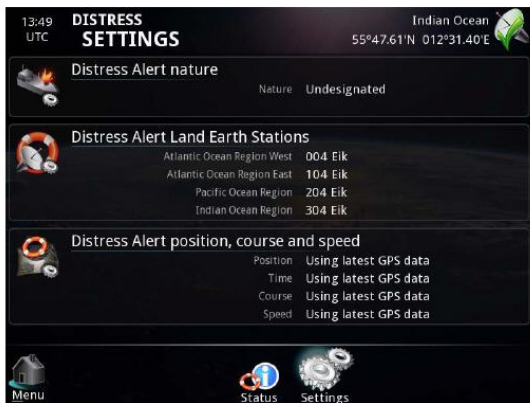 13:49 DISTRESS Indian Ocean
UTC SETTINGS 55°47.61'N 012°31.40'E
Distress Alert nature
Nature Undesignated
Distress Alert Land Earth Stations
Atlantic Ocean Region West 004 Eik
Atlantic Ocean Region East 104 Eik
Pacific Ocean Region 204 Eik
Indian Ocean Region 304 Eik
Distress Alert position, course and speed
Position Using latest GPS data
Time Using latest GPS data
Course Using latest GPS data
Speed Using latest GPS data
Menu Status Settings